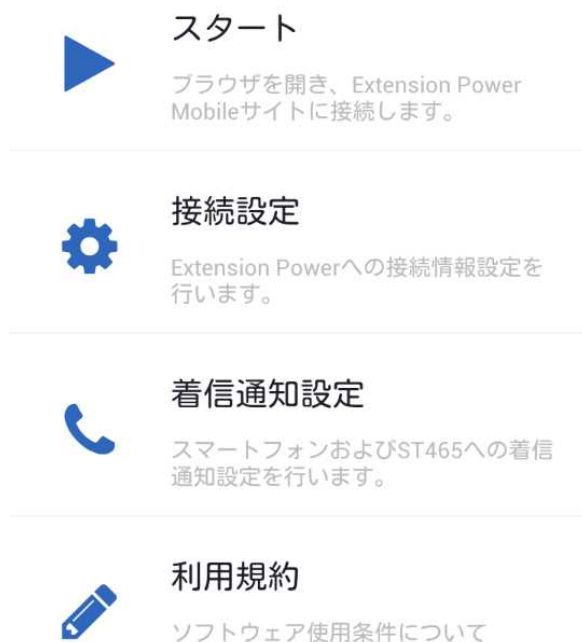 スタート
ブラウザを開き、Extension Power
Mobileサイトに接続します。
接続設定
Extension Powerへの接続情報設定を
行います。
着信通知設定
スマートフォンおよびST465への着信
通知設定を行います。
利用規約
ソフトウェア使用条件について